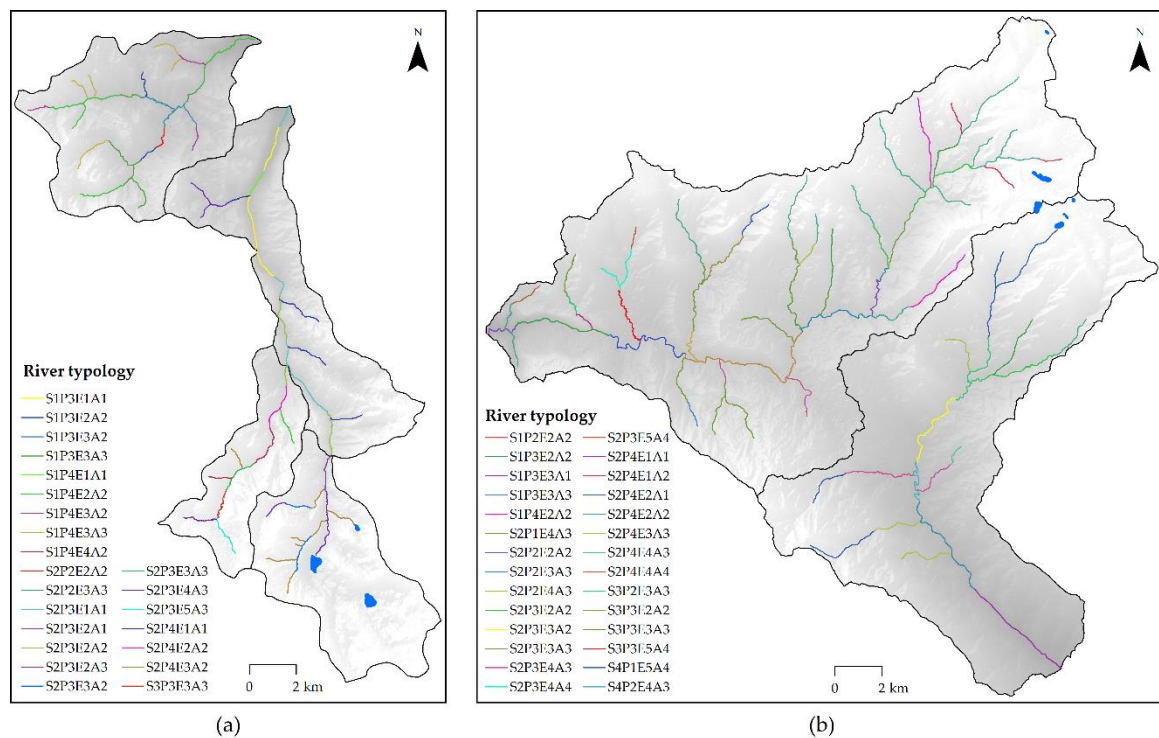 N
River typology
S1P3E1A1
S1P3E2A2
S1P3E3A2
S1P3E3A3
S1P4E1A1
S1P4E2A2
S1P4E3A2
S1P4E3A3
S1P4E4A2
S2P2E2A2
S2P2E3A3
S2P3E1A1
S2P3E2A1
S2P3E2A2
S2P3E2A3
S2P3E3A2
S2P3E3A3
S2P3E4A3
S2P3E5A3
S2P4E1A1
S2P4E2A2
S2P4E3A2
S3P3E3A3
0 2 km
(a)
N
River typology
S1P2E2A2
S1P3E2A2
S1P3E3A1
S1P3E3A3
S1P4E2A2
S2P1E4A3
S2P2E2A2
S2P2E3A3
S2P2E4A3
S2P3E2A2
S2P3E3A2
S2P3E3A3
S2P3E4A3
S2P3E4A4
S2P3E5A4
S2P4E1A1
S2P4E1A2
S2P4E2A1
S2P4E2A2
S2P4E3A3
S2P4E4A3
S2P4E4A4
S3P2E3A3
S3P3E2A2
S3P3E3A3
S3P3E5A4
S4P1E5A4
S4P2E4A3
0 2 km
(b)